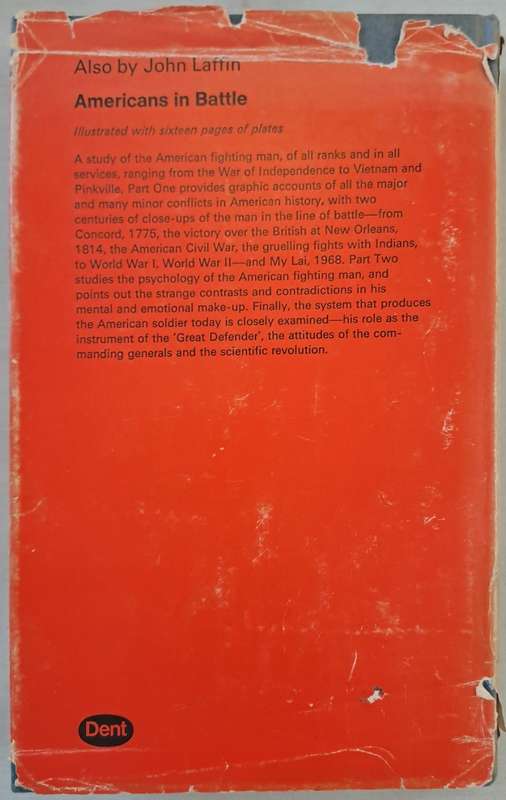 Also by John Laffin
Americans in Battle
Illustrated with sixteen pages of plates
A study of the American fighting man, of all ranks and in all
services, ranging from the War of Independence to Vietnam and
Pinkville. Part One provides graphic accounts of all the major
and many minor conflicts in American history, with two
centuries of close-ups of the man in the line of battle—from
Concord, 1775, the victory over the British at New Orleans,
1814, the American Civil War, the gruelling fights with Indians,
to World War I, World War II—and My Lai, 1968. Part Two
studies the psychology of the American fighting man, and
points out the strange contrasts and contradictions in his
mental and emotional make-up. Finally, the system that produces
the American soldier today is closely examined—his role as the
instrument of the 'Great Defender', the attitudes of the com-
manding generals and the scientific revolution.
Dent